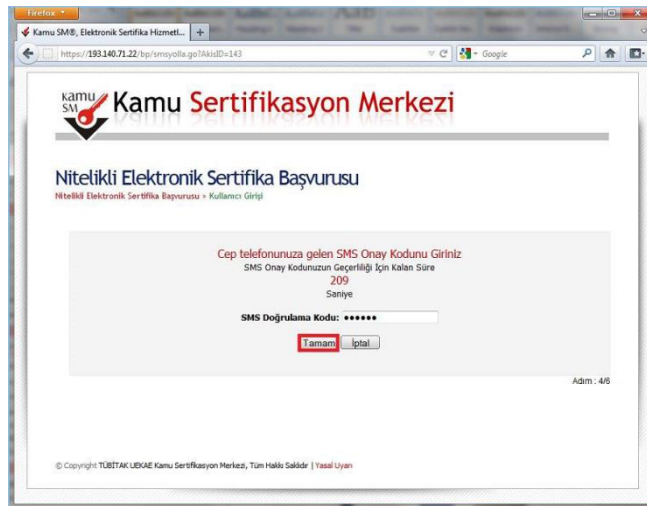 Firefox
Kamu SM®, Elektronik Sertifika Hizmetl...
https://193.140.71.22/bp/smsyolla.go?AkisID=143
Google
Kamu SM
Kamu Sertifikasyon Merkezi
Nitelikli Elektronik Sertifika Başvurusu
Nitelikli Elektronik Sertifika Başvurusu > Kullanıcı Girişi
Cep telefonunuza gelen SMS Onay Kodunu Giriniz
SMS Onay Kodunuzun Geçerliliği İçin Kalan Süre
209
Saniye
SMS Doğrulama Kodu: ●●●●●●
Tamam İptal
Adım : 4/6
© Copyright TÜBİTAK UEKAE Kamu Sertifikasyon Merkezi, Tüm Hakkı Saklıdır | Yasal Uyarı